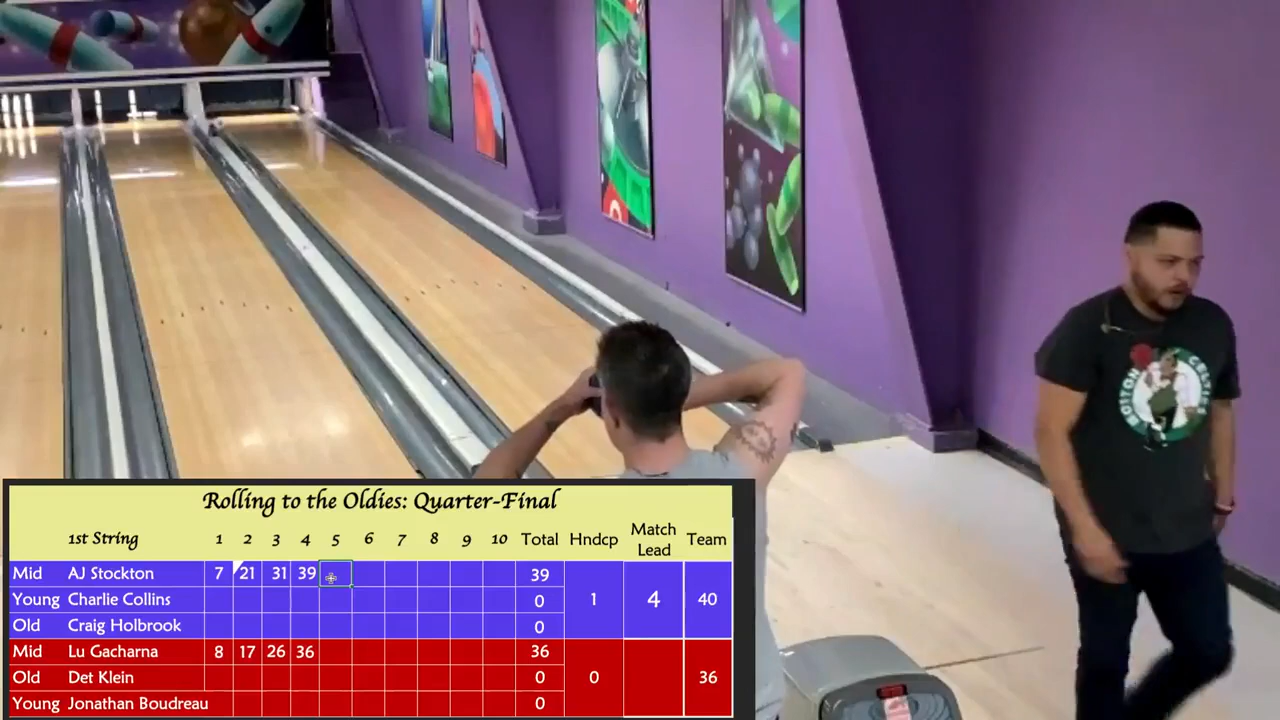 Rolling to the Oldies: Quarter-Final
1st String 1 2 3 4 5 6 7 8 9 10 Total Hndcp Match Lead Team
Mid AJ Stockton 7 21 31 39 39
Young Charlie Collins 0 1 4 40
Old Craig Holbrook 0
Mid Lu Gacharna 8 17 26 36 36
Old Det Klein 0 0 36
Young Jonathan Boudreau 0
BOSTON CELTICS